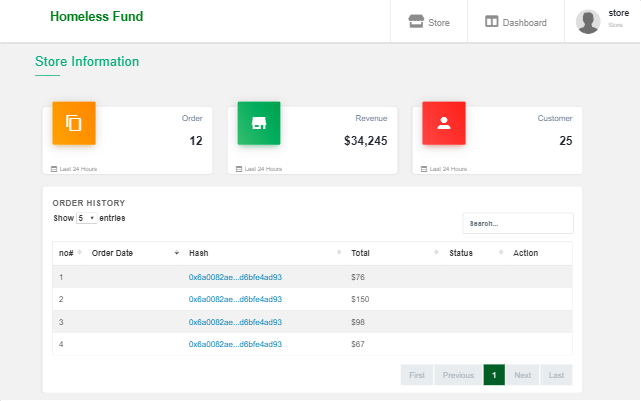 Homeless Fund
Store
Dashboard
store
Store
Store Information
Order
12
Last 24 Hours
Revenue
$34,245
Last 24 Hours
Customer
25
Last 24 Hours
ORDER HISTORY
Show 5 entries
Search...
no# Order Date Hash Total Status Action
1 0x6a0082ae...d6bfe4ad93 $76
2 0x6a0082ae...d6bfe4ad93 $150
3 0x6a0082ae...d6bfe4ad93 $98
4 0x6a0082ae...d6bfe4ad93 $67
First Previous 1 Next Last